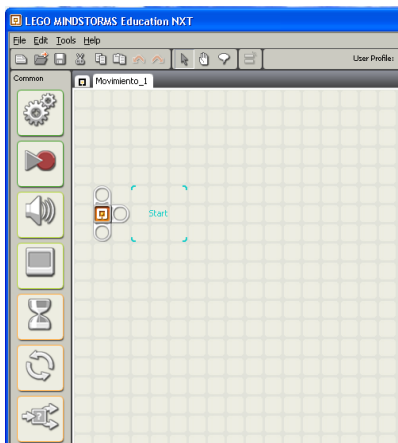 LEGO MINDSTORMS Education NXT
File Edit Tools Help
User Profile:
Common
Movimiento_1
Start